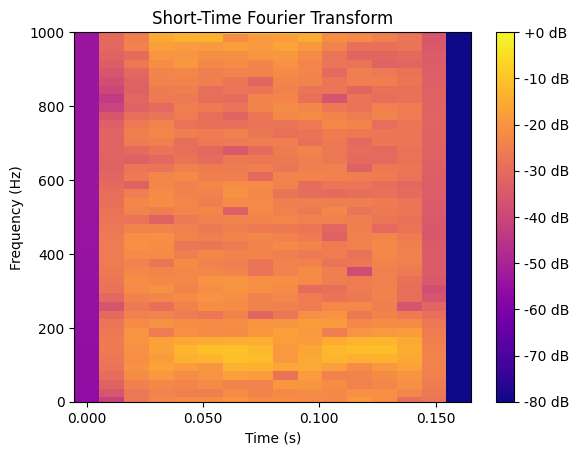 Short-Time Fourier Transform
1000
800
600
400
200
0
Frequency (Hz)
0.000
0.050
0.100
0.150
Time (s)
+0 dB
-10 dB
-20 dB
-30 dB
-40 dB
-50 dB
-60 dB
-70 dB
-80 dB